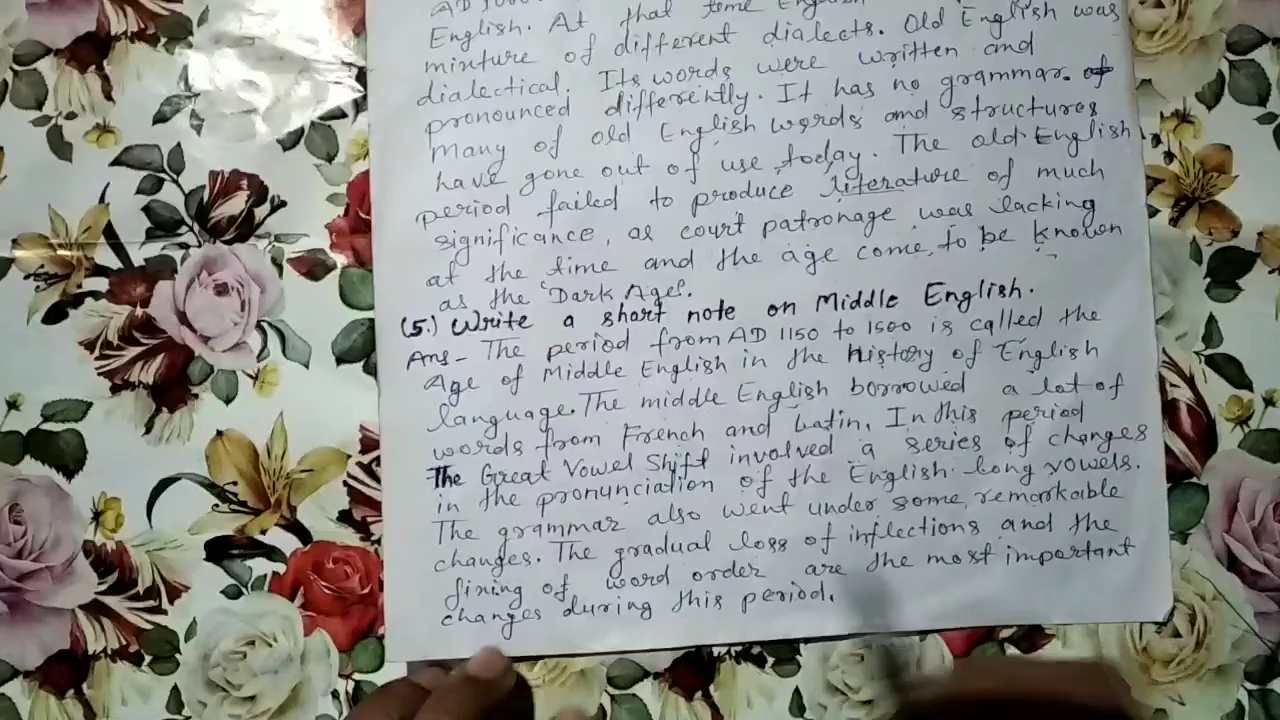 English. At that time
mixture of different dialects. Old English was
dialectical. Its words were written and
pronounced differently. It has no grammar.
Many of old English words and structures
have gone out of use today. The old English
period failed to produce literature of much
significance, as court patronage was lacking
at the time and the age come to be known
as the 'Dark Age'.
(5.) Write a short note on Middle English.
Ans- The period from AD 1150 to 1500 is called the
Age of Middle English in the History of English
language. The middle English borrowed a lot of
words from French and Latin. In this period
The Great Vowel Shift involved a series of changes
in the pronunciation of the English long vowels.
The grammar also went under some remarkable
changes. The gradual loss of inflections and the
fixing of word order are the most important
changes during this period.